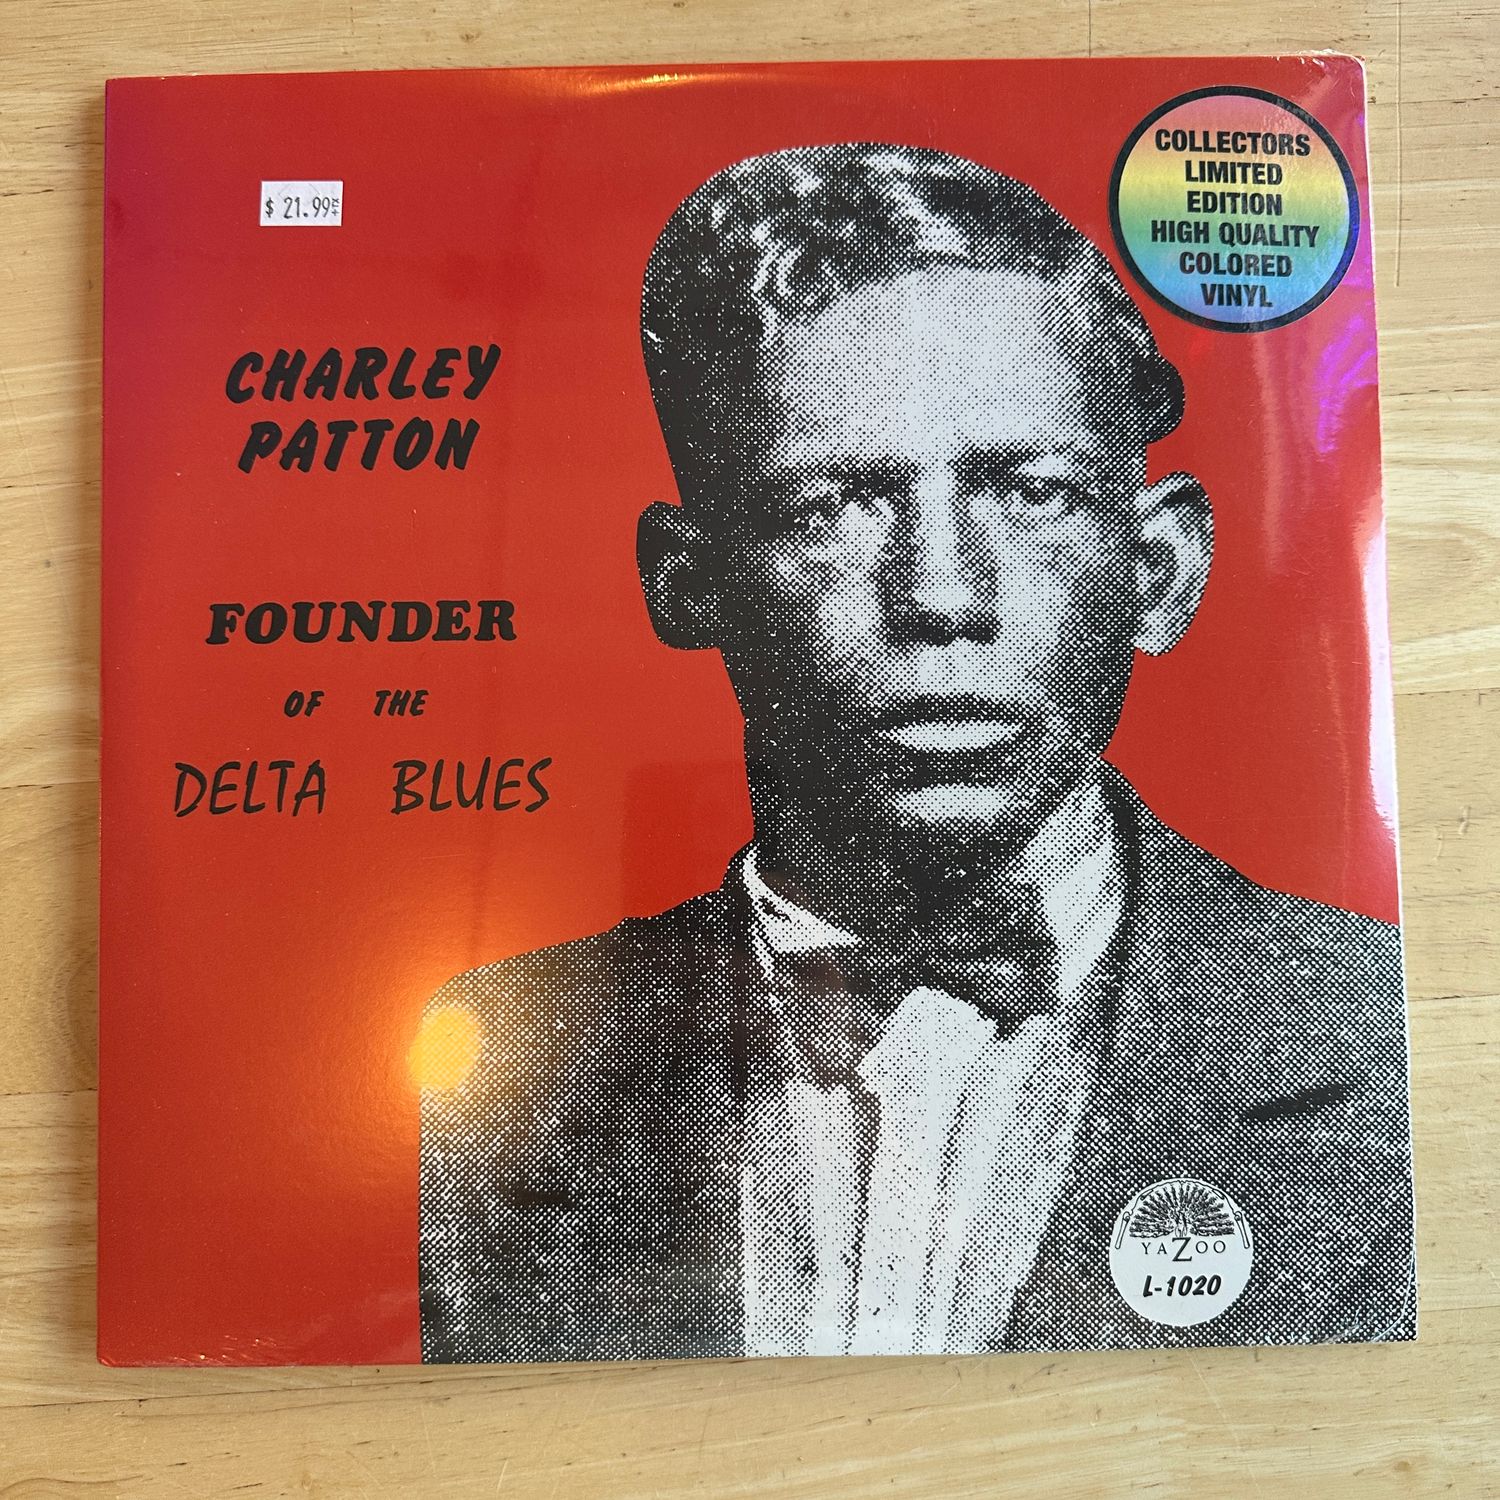 $ 21.99
CHARLEY
PATTON
FOUNDER
OF THE
DELTA BLUES
COLLECTORS
LIMITED
EDITION
HIGH QUALITY
COLORED
VINYL
YAZOO
L-1020